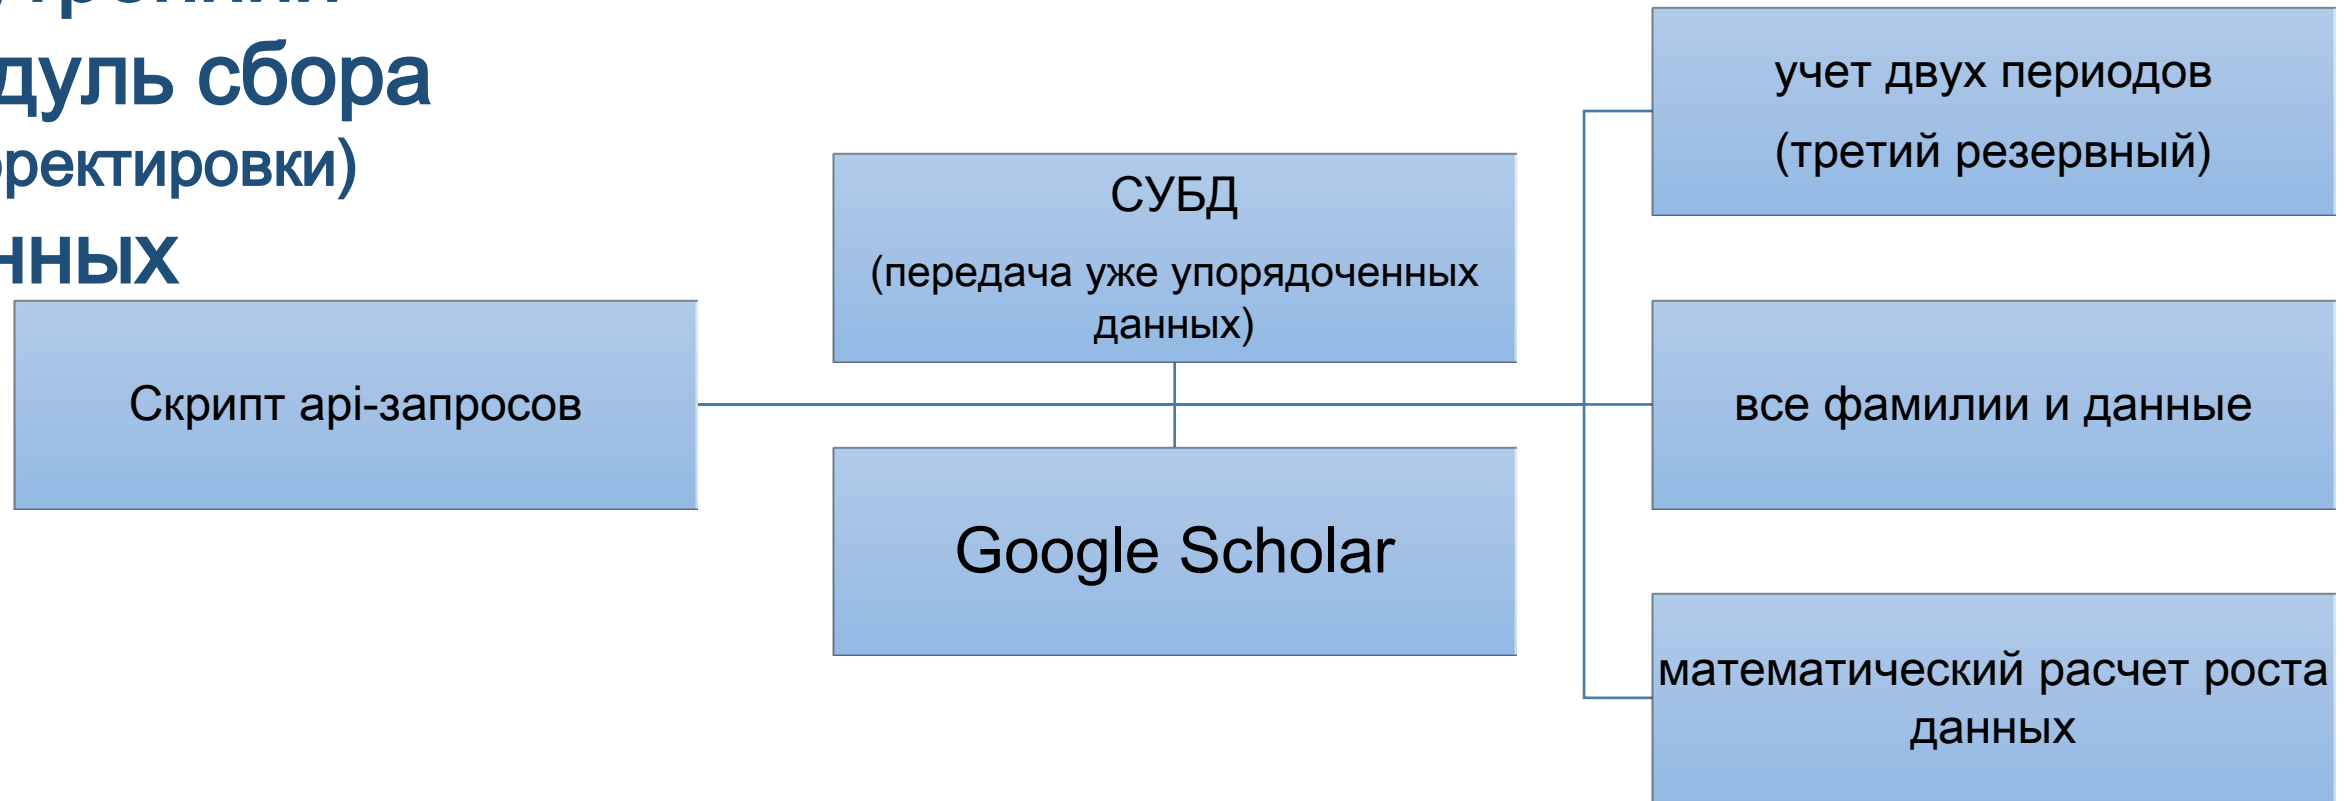 дуль сбора
рректировки)
нных
СУБД
(передача уже упорядоченных
данных)
Скрипт api-запросов
Google Scholar
учет двух периодов
(третий резервный)
все фамилии и данные
математический расчет роста
данных